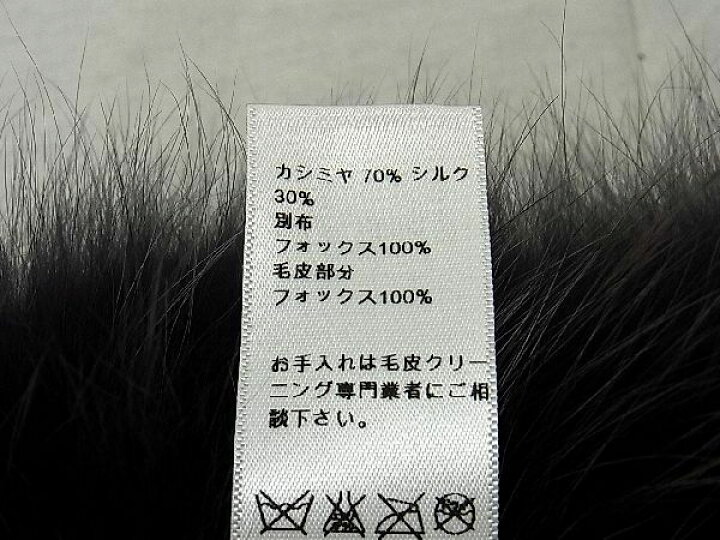 カシミヤ 70% シルク
30%
別布
フォックス100%
毛皮部分
フォックス100%
お手入れは毛皮クリー
ニング専門業者にご相
談下さい。